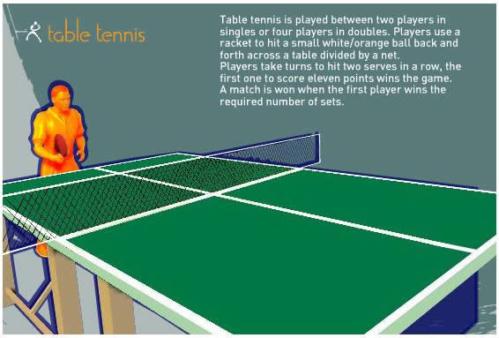 table tennis
Table tennis is played between two players in
singles or four players in doubles. Players use a
racket to hit a small white/orange ball back and
forth across a table divided by a net.
Players take turns to hit two serves in a row, the
first one to score eleven points wins the game.
A match is won when the first player wins the
required number of sets.